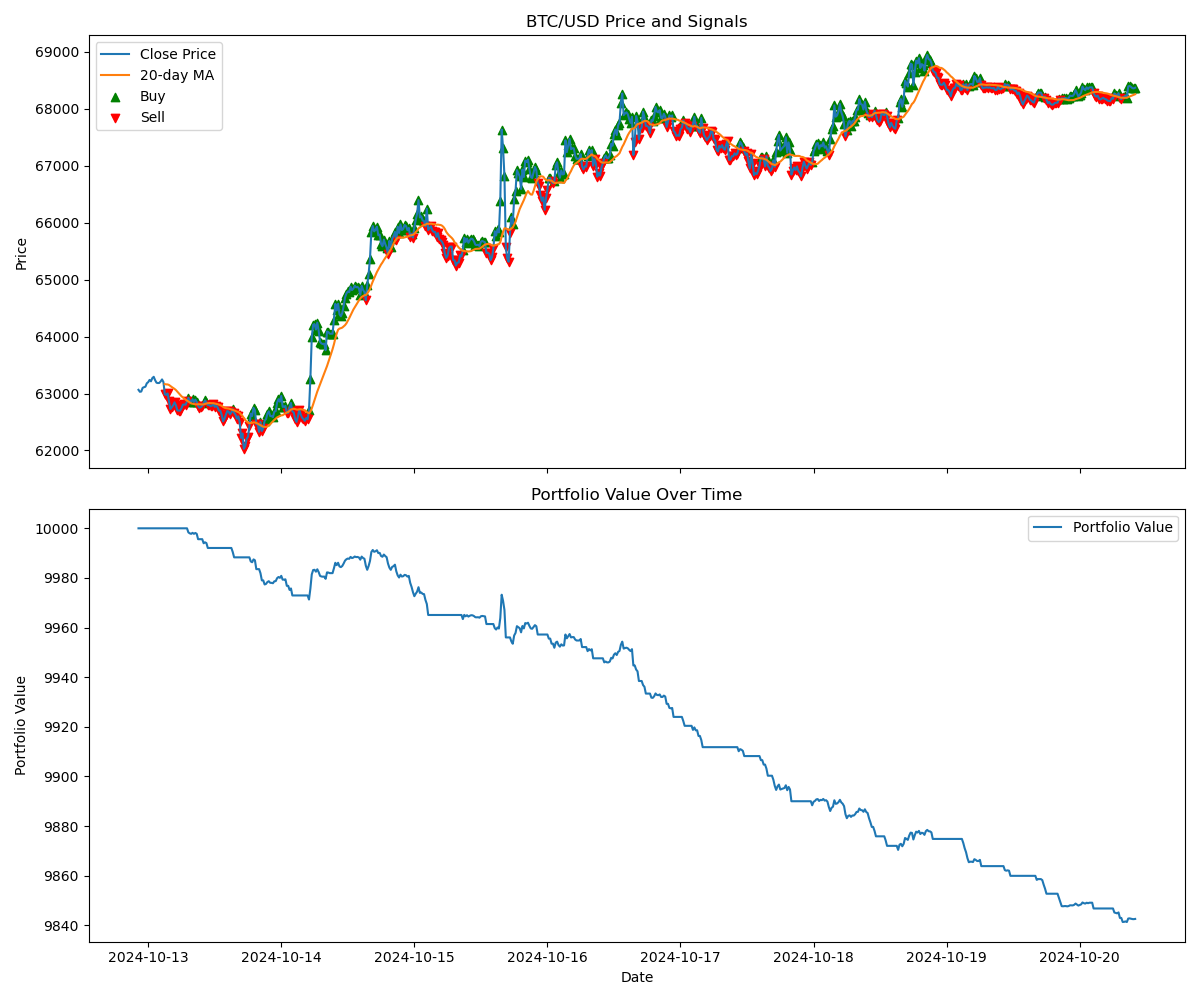 BTC/USD Price and Signals
Close Price
20-day MA
Buy
Sell
69000
68000
67000
66000
65000
64000
63000
62000
Price
Portfolio Value Over Time
Portfolio Value
10000
9980
9960
9940
9920
9900
9880
9860
9840
Portfolio Value
2024-10-13 2024-10-14 2024-10-15 2024-10-16 2024-10-17 2024-10-18 2024-10-19 2024-10-20
Date